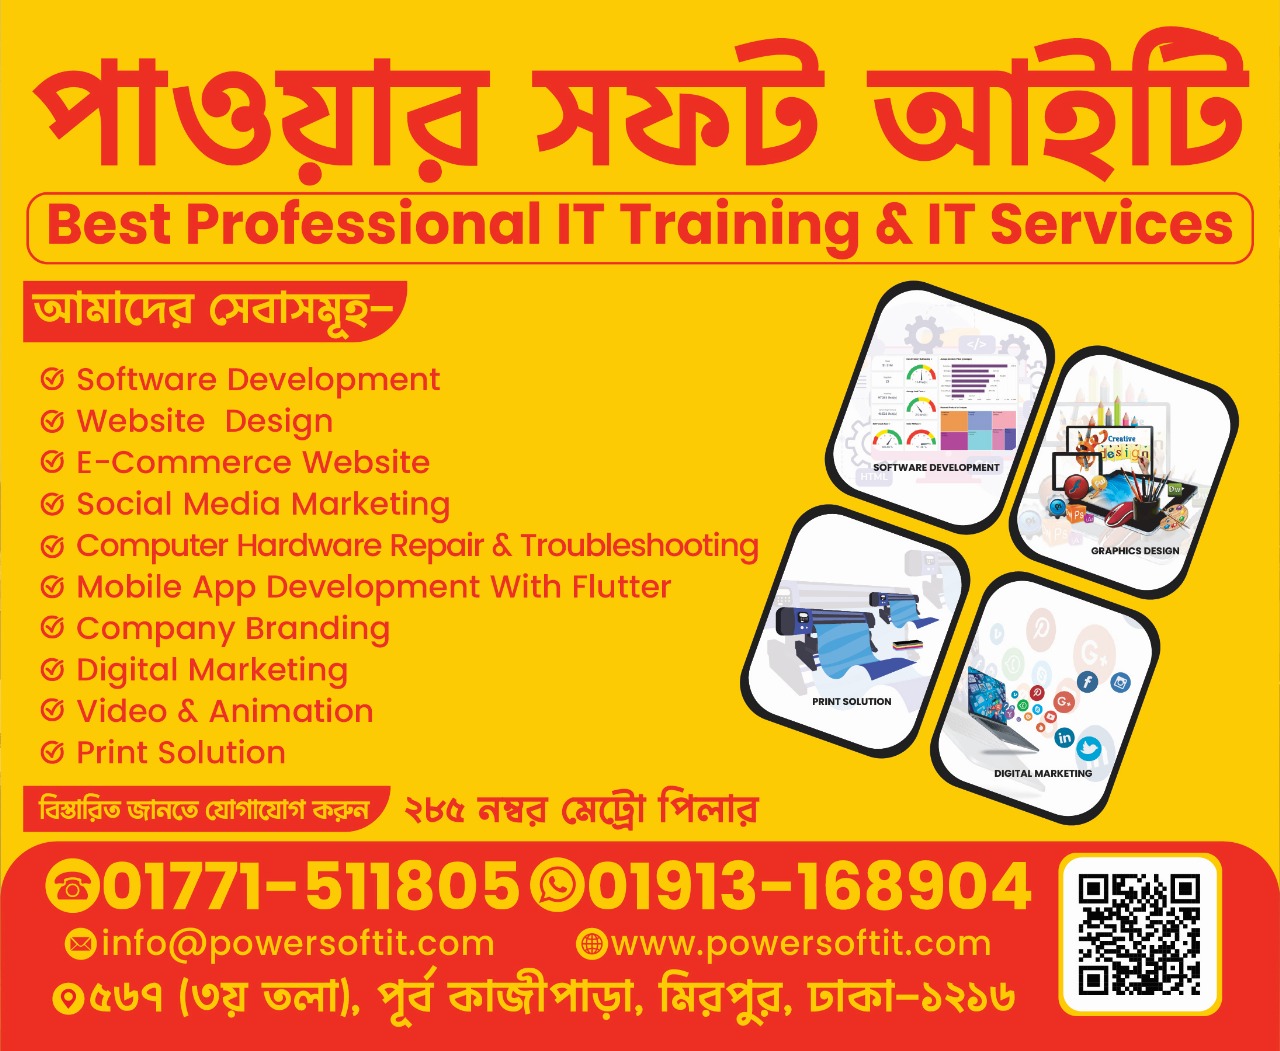 পাওয়ার সফট আইটি
Best Professional IT Training & IT Services
আমাদের সেবাসমূহ-
Software Development
Website Design
E-Commerce Website
Social Media Marketing
Computer Hardware Repair & Troubleshooting
Mobile App Development With Flutter
Company Branding
Digital Marketing
Video & Animation
Print Solution
HTML
SOFTWARE DEVELOPMENT
Creative
design
GRAPHICS DESIGN
PRINT SOLUTION
DIGITAL MARKETING
বিস্তারিত জানতে যোগাযোগ করুন
২৮৫ নম্বর মেট্রো পিলার
01771-511805 01913-168904
info@powersoftit.com www.powersoftit.com
৫৬৭ (৩য় তলা), পূর্ব কাজীপাড়া, মিরপুর, ঢাকা-১২১৬